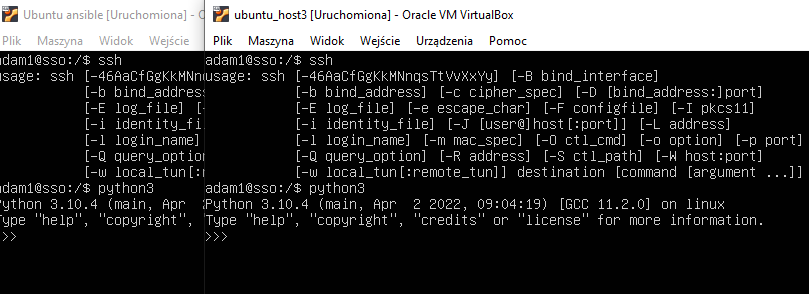 Ubuntu ansible [Uruchomiona] - O
Plik Maszyna Widok Wejście
adam1@sso:/$ ssh
usage: ssh [-46AaCfGgKkMNn
[-b bind_address
[-E log_file] [-
[-i identity_fil
[-l login_name]
[-Q query_option
[-w local_tun[:r
adam1@sso:/$ python3
Python 3.10.4 (main, Apr
Type "help", "copyright",
>>>
ubuntu_host3 [Uruchomiona] - Oracle VM VirtualBox
Plik Maszyna Widok Wejście Urządzenia Pomoc
adam1@sso:/$ ssh
usage: ssh [-46AaCfGgKkMNnqsTtVvXxYy] [-B bind_interface]
[-b bind_address] [-c cipher_spec] [-D [bind_address:]port]
[-E log_file] [-e escape_char] [-F configfile] [-I pkcs11]
[-i identity_file] [-J [user@]host[:port]] [-L address]
[-l login_name] [-m mac_spec] [-O ctl_cmd] [-o option] [-p port]
[-Q query_option] [-R address] [-S ctl_path] [-W host:port]
[-w local_tun[:remote_tun]] destination [command [argument ...]]
adam1@sso:/$ python3
Python 3.10.4 (main, Apr  2 2022, 09:04:19) [GCC 11.2.0] on linux
Type "help", "copyright", "credits" or "license" for more information.
>>>